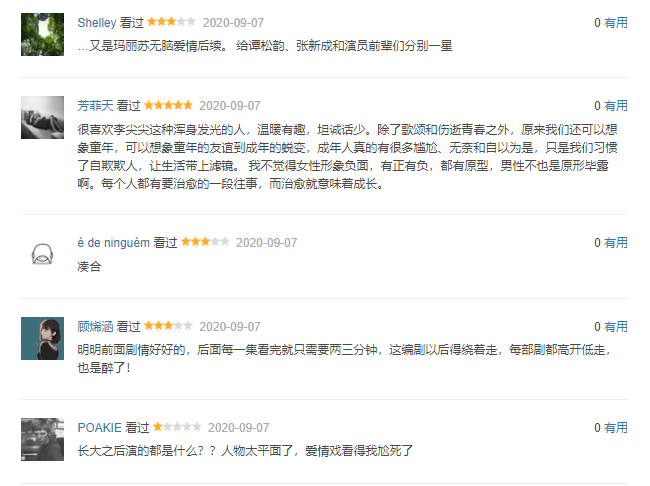 Shelley 看过 2020-09-07 0 有用
…又是玛丽苏无脑爱情后续。 给谭松韵、张新成和演员前辈们分别一星
芳菲天 看过 2020-09-07 0 有用
很喜欢李尖尖这种浑身发光的人，温暖有趣，坦诚话少。除了歌颂和伤逝青春之外，原来我们还可以想
象童年，可以想象童年的友谊到成年的蜕变，成年人真的有很多尴尬、无奈和自以为是，只是我们习惯
了自欺欺人，让生活带上滤镜。 我不觉得女性形象负面，有正有负，都有原型，男性不也是原形毕露
啊。每个人都有要治愈的一段往事，而治愈就意味着成长。
è de ninguém 看过 2020-09-07 0 有用
凑合
顾烯涵 看过 2020-09-07 0 有用
明明前面剧情好好的，后面每一集看完就只需要两三分钟，这编剧以后得绕着走，每部剧都高开低走，
也是醉了！
POAKIE 看过 2020-09-07 0 有用
长大之后演的都是什么？？人物太平面了，爱情戏看得我尬死了